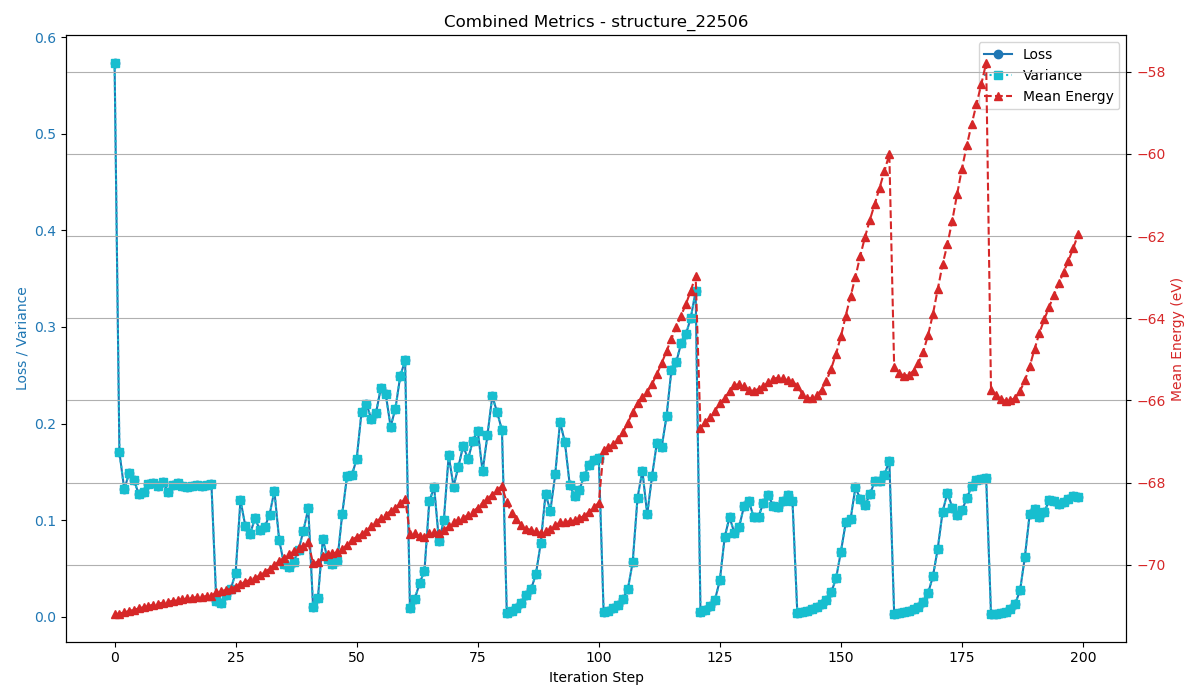 Combined Metrics - structure_22506
Loss
Variance
Mean Energy
0.6
0.5
0.4
0.3
0.2
0.1
0.0
Loss / Variance
−58
−60
−62
−64
−66
−68
−70
Mean Energy (eV)
0 25 50 75 100 125 150 175 200
Iteration Step